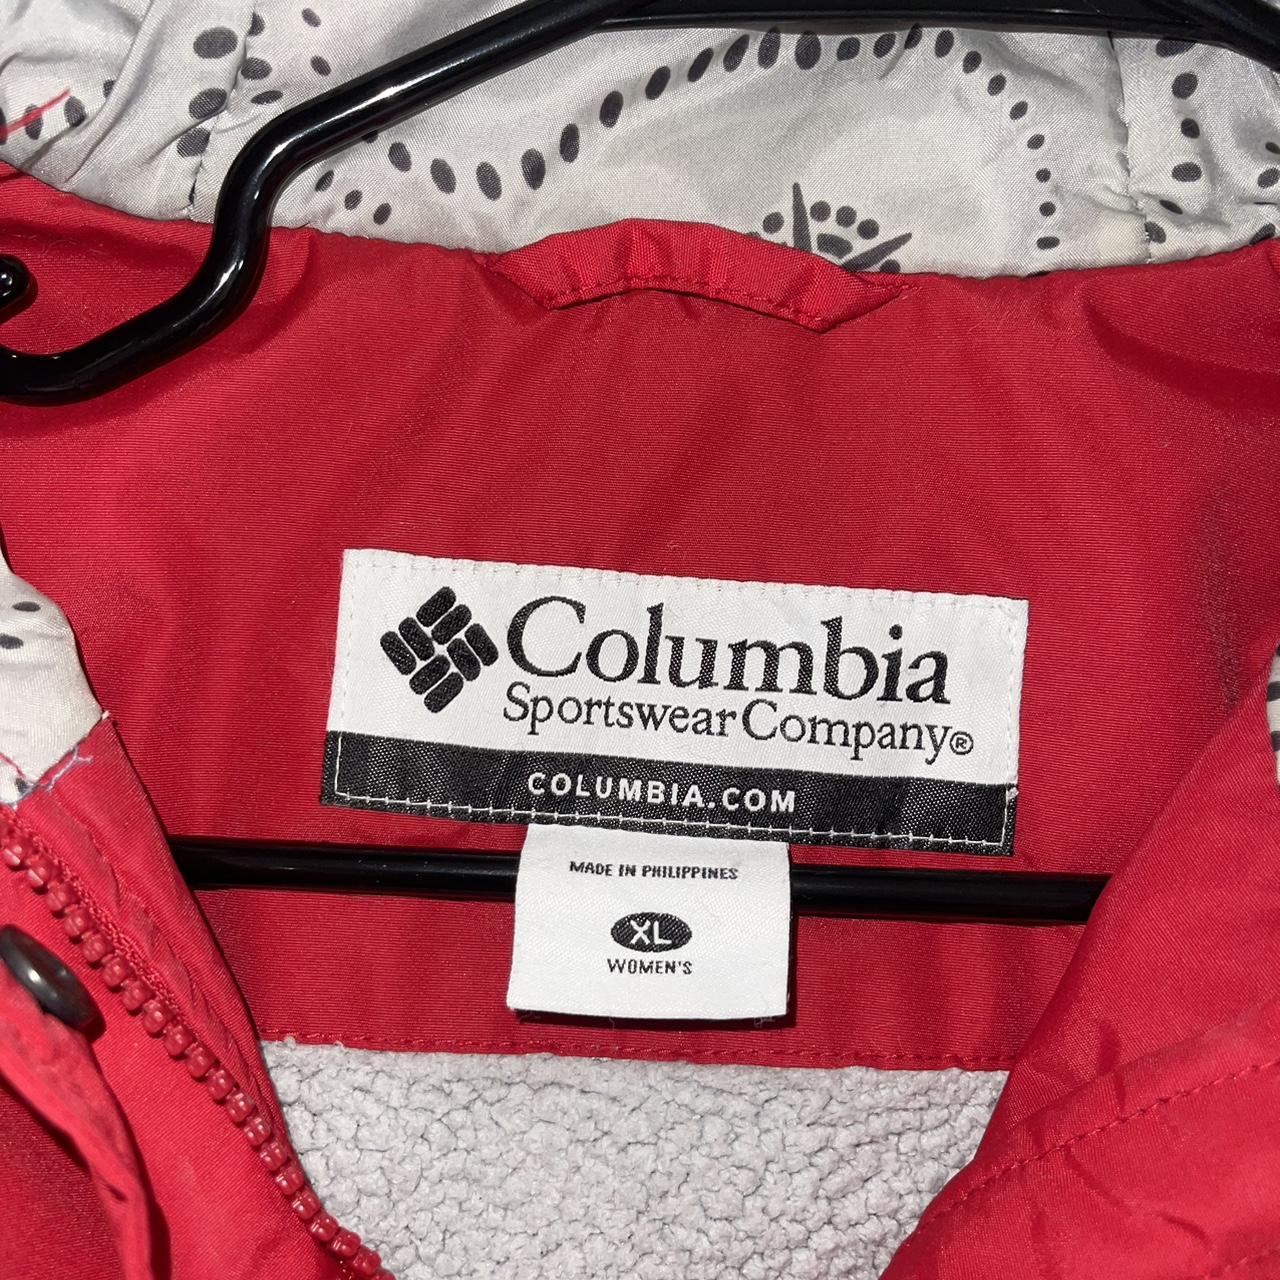 Columbia
Sportswear Company®
COLUMBIA.COM
MADE IN PHILIPPINES
XL
WOMEN'S